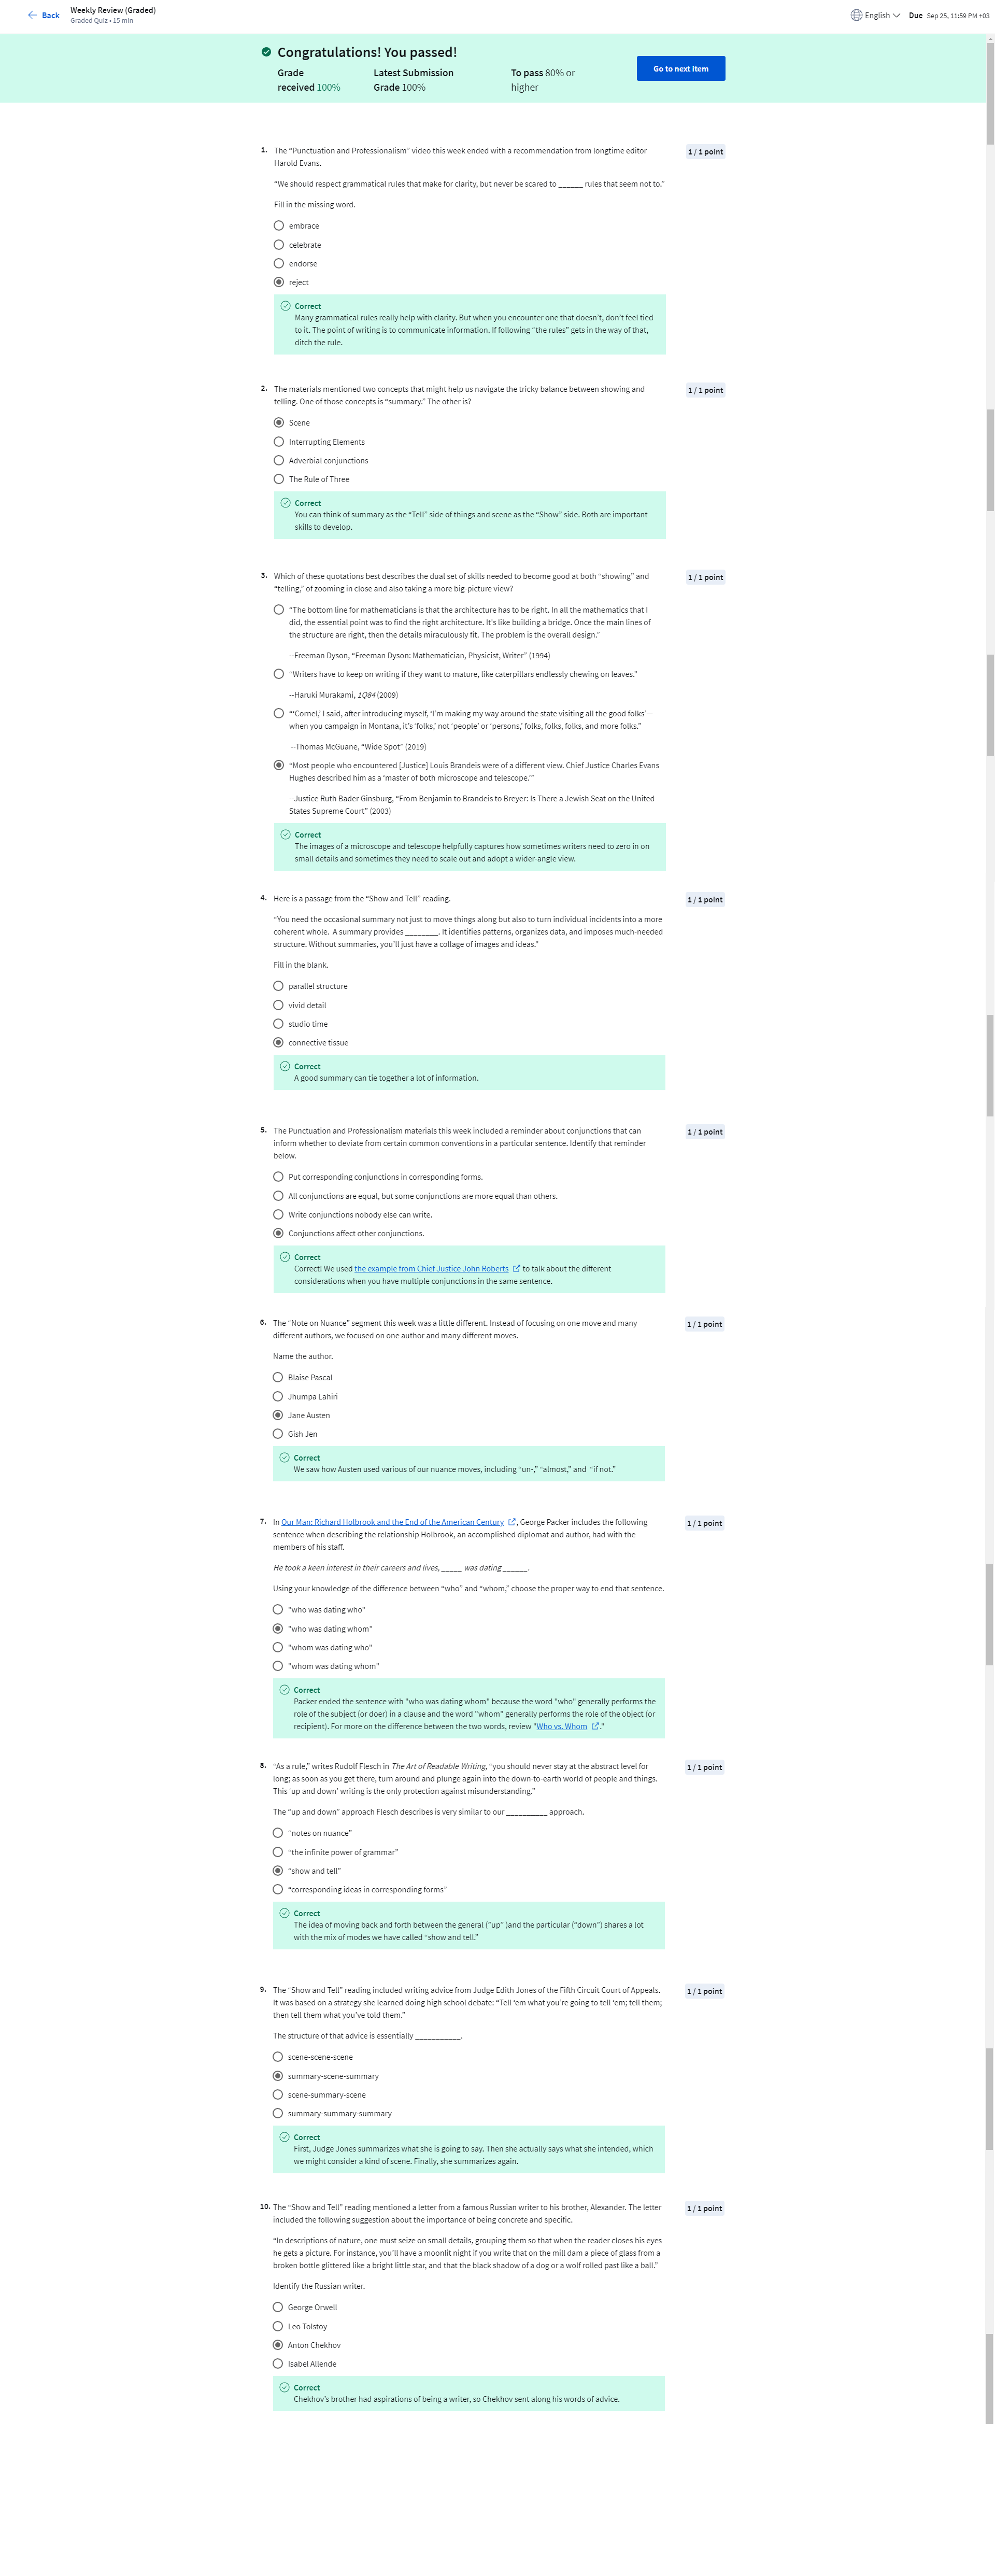 Back
Weekly Review (Graded)
Graded Quiz • 15 min
English
Due Sep 25, 11:59 PM +03
Congratulations! You passed!
Grade received 100%
Latest Submission Grade 100%
To pass 80% or higher
Go to next item
1. The “Punctuation and Professionalism” video this week ended with a recommendation from longtime editor
Harold Evans.
1 / 1 point
“We should respect grammatical rules that make for clarity, but never be scared to ______ rules that seem not to.”
Fill in the missing word.
embrace
celebrate
endorse
reject
Correct
Many grammatical rules really help with clarity. But when you encounter one that doesn’t, don’t feel tied
to it. The point of writing is to communicate information. If following “the rules” gets in the way of that,
ditch the rule.
2. The materials mentioned two concepts that might help us navigate the tricky balance between showing and
telling. One of those concepts is “summary.” The other is?
1 / 1 point
Scene
Interrupting Elements
Adverbial conjunctions
The Rule of Three
Correct
You can think of summary as the “Tell” side of things and scene as the “Show” side. Both are important
skills to develop.
3. Which of these quotations best describes the dual set of skills needed to become good at both “showing” and
“telling,” of zooming in close and also taking a more big-picture view?
1 / 1 point
“The bottom line for mathematicians is that the architecture has to be right. In all the mathematics that I
did, the essential point was to find the right architecture. It's like building a bridge. Once the main lines of
the structure are right, then the details miraculously fit. The problem is the overall design.”
--Freeman Dyson, “Freeman Dyson: Mathematician, Physicist, Writer” (1994)
“Writers have to keep on writing if they want to mature, like caterpillars endlessly chewing on leaves.”
--Haruki Murakami, 1Q84 (2009)
“‘Cornel,’ I said, after introducing myself, ‘I’m making my way around the state visiting all the good folks’—
when you campaign in Montana, it’s ‘folks,’ not ‘people’ or ‘persons,’ folks, folks, folks, and more folks.”
--Thomas McGuane, “Wide Spot” (2019)
“Most people who encountered [Justice] Louis Brandeis were of a different view. Chief Justice Charles Evans
Hughes described him as a ‘master of both microscope and telescope.’”
--Justice Ruth Bader Ginsburg, “From Benjamin to Brandeis to Breyer: Is There a Jewish Seat on the United
States Supreme Court” (2003)
Correct
The images of a microscope and telescope helpfully captures how sometimes writers need to zero in on
small details and sometimes they need to scale out and adopt a wider-angle view.
4. Here is a passage from the “Show and Tell” reading.
1 / 1 point
“You need the occasional summary not just to move things along but also to turn individual incidents into a more
coherent whole. A summary provides ________. It identifies patterns, organizes data, and imposes much-needed
structure. Without summaries, you’ll just have a collage of images and ideas.”
Fill in the blank.
parallel structure
vivid detail
studio time
connective tissue
Correct
A good summary can tie together a lot of information.
5. The Punctuation and Professionalism materials this week included a reminder about conjunctions that can
inform whether to deviate from certain common conventions in a particular sentence. Identify that reminder
below.
1 / 1 point
Put corresponding conjunctions in corresponding forms.
All conjunctions are equal, but some conjunctions are more equal than others.
Write conjunctions nobody else can write.
Conjunctions affect other conjunctions.
Correct
Correct! We used the example from Chief Justice John Roberts to talk about the different
considerations when you have multiple conjunctions in the same sentence.
6. The “Note on Nuance” segment this week was a little different. Instead of focusing on one move and many
different authors, we focused on one author and many different moves.
1 / 1 point
Name the author.
Blaise Pascal
Jhumpa Lahiri
Jane Austen
Gish Jen
Correct
We saw how Austen used various of our nuance moves, including “un-,” “almost,” and “if not.”
7. In Our Man: Richard Holbrook and the End of the American Century , George Packer includes the following
sentence when describing the relationship Holbrook, an accomplished diplomat and author, had with the
members of his staff.
1 / 1 point
He took a keen interest in their careers and lives, _____ was dating ______.
Using your knowledge of the difference between “who” and “whom,” choose the proper way to end that sentence.
"who was dating who"
"who was dating whom"
"whom was dating who"
"whom was dating whom"
Correct
Packer ended the sentence with "who was dating whom" because the word "who" generally performs the
role of the subject (or doer) in a clause and the word "whom" generally performs the role of the object (or
recipient). For more on the difference between the two words, review "Who vs. Whom ."
8. “As a rule,” writes Rudolf Flesch in The Art of Readable Writing, “you should never stay at the abstract level for
long; as soon as you get there, turn around and plunge again into the down-to-earth world of people and things.
This ‘up and down’ writing is the only protection against misunderstanding.”
1 / 1 point
The “up and down” approach Flesch describes is very similar to our __________ approach.
“notes on nuance”
“the infinite power of grammar”
“show and tell”
“corresponding ideas in corresponding forms”
Correct
The idea of moving back and forth between the general (“up” )and the particular (“down”) shares a lot
with the mix of modes we have called “show and tell.”
9. The “Show and Tell” reading included writing advice from Judge Edith Jones of the Fifth Circuit Court of Appeals.
It was based on a strategy she learned doing high school debate: “Tell ‘em what you’re going to tell ‘em; tell them;
then tell them what you’ve told them.”
1 / 1 point
The structure of that advice is essentially ___________.
scene-scene-scene
summary-scene-summary
scene-summary-scene
summary-summary-summary
Correct
First, Judge Jones summarizes what she is going to say. Then she actually says what she intended, which
we might consider a kind of scene. Finally, she summarizes again.
10. The “Show and Tell” reading mentioned a letter from a famous Russian writer to his brother, Alexander. The letter
included the following suggestion about the importance of being concrete and specific.
1 / 1 point
“In descriptions of nature, one must seize on small details, grouping them so that when the reader closes his eyes
he gets a picture. For instance, you’ll have a moonlit night if you write that on the mill dam a piece of glass from a
broken bottle glittered like a bright little star, and that the black shadow of a dog or a wolf rolled past like a ball.”
Identify the Russian writer.
George Orwell
Leo Tolstoy
Anton Chekhov
Isabel Allende
Correct
Chekhov’s brother had aspirations of being a writer, so Chekhov sent along his words of advice.